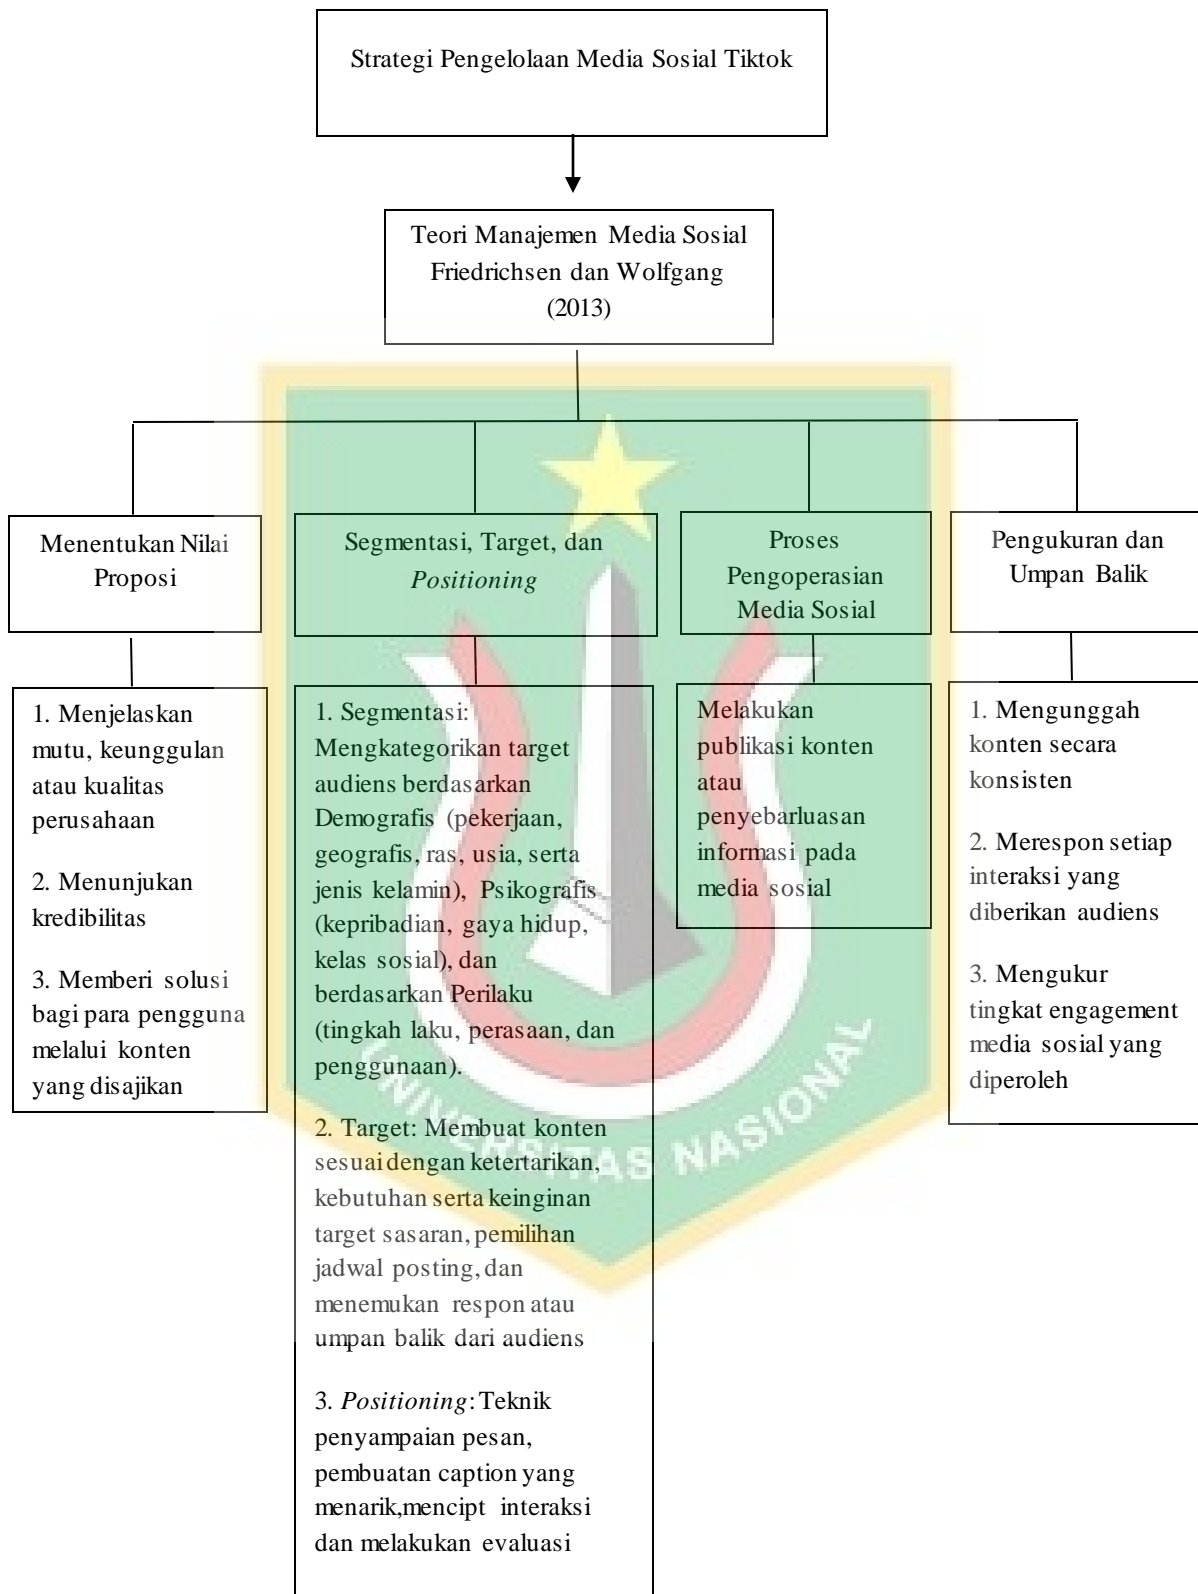 Strategi Pengelolaan Media Sosial Tiktok
Teori Manajemen Media Sosial
Friedrichsen dan Wolfgang
(2013)
Menentukan Nilai
Proposi
Segmentasi, Target, dan
Positioning
Proses
Pengoperasian
Media Sosial
Pengukuran dan
Umpan Balik
1. Menjelaskan
mutu, keunggulan
atau kualitas
perusahaan
2. Menunjukan
kredibilitas
3. Memberi solusi
bagi para pengguna
melalui konten
yang disajikan
1. Segmentasi:
Mengkategorikan target
audiens berdasarkan
Demografis (pekerjaan,
geografis, ras, usia, serta
jenis kelamin), Psikografis
(kepribadian, gaya hidup,
kelas sosial), dan
berdasarkan Perilaku
(tingkah laku, perasaan, dan
penggunaan).
2. Target: Membuat konten
sesuai dengan ketertarikan,
kebutuhan serta keinginan
target sasaran, pemilihan
jadwal posting, dan
menemukan respon atau
umpan balik dari audiens
3. Positioning: Teknik
penyampaian pesan,
pembuatan caption yang
menarik,mencipt interaksi
dan melakukan evaluasi
Melakukan
publikasi konten
atau
penyebarluasan
informasi pada
media sosial
1. Mengunggah
konten secara
konsisten
2. Merespon setiap
interaksi yang
diberikan audiens
3. Mengukur
tingkat engagement
media sosial yang
diperoleh
UNIVERSITAS NASIONAL